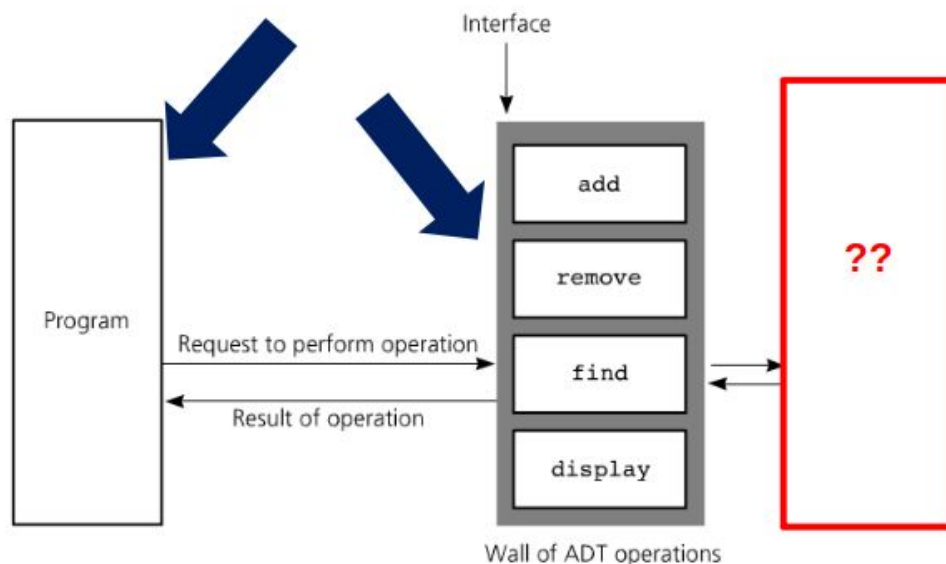 Interface
add
remove
??
Program
Request to perform operation
find
Result of operation
display
Wall of ADT operations